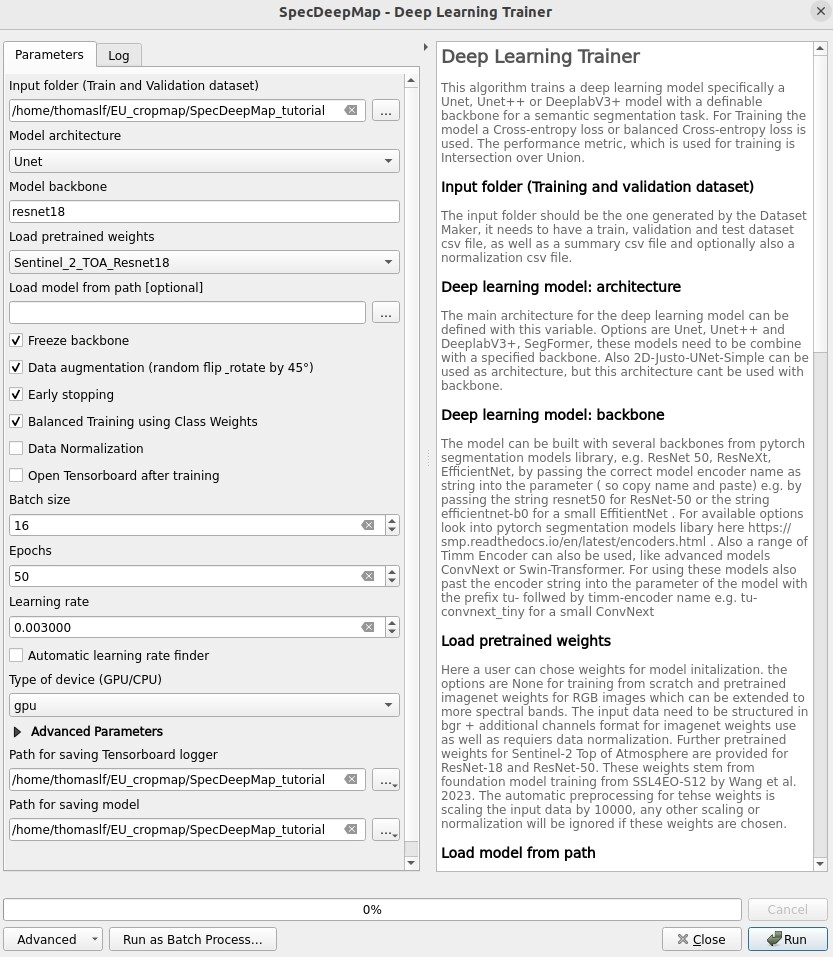 SpecDeepMap - Deep Learning Trainer
Parameters
Log
Input folder (Train and Validation dataset)
/home/thomaslf/EU_cropmap/SpecDeepMap_tutorial
...
Model architecture
Unet
Model backbone
resnet18
Load pretrained weights
Sentinel_2_TOA_Resnet18
Load model from path [optional]
...
Freeze backbone
Data augmentation (random flip _rotate by 45°)
Early stopping
Balanced Training using Class Weights
Data Normalization
Open Tensorboard after training
Batch size
16
Epochs
50
Learning rate
0.003000
Automatic learning rate finder
Type of device (GPU/CPU)
gpu
Advanced Parameters
Path for saving Tensorboard logger
/home/thomaslf/EU_cropmap/SpecDeepMap_tutorial
...
Path for saving model
/home/thomaslf/EU_cropmap/SpecDeepMap_tutorial
...
Deep Learning Trainer
This algorithm trains a deep learning model specifically a
Unet, Unet++ or DeeplabV3+ model with a definable
backbone for a semantic segmentation task. For Training the
model a Cross-entropy loss or balanced Cross-entropy loss is
used. The performance metric, which is used for training is
Intersection over Union.
Input folder (Training and validation dataset)
The input folder should be the one generated by the Dataset
Maker, it needs to have a train, validation and test dataset
csv file, as well as a summary csv file and optionally also a
normalization csv file.
Deep learning model: architecture
The main architecture for the deep learning model can be
defined with this variable. Options are Unet, Unet++ and
DeeplabV3+, SegFormer, these models need to be combine
with a specified backbone. Also 2D-Justo-UNet-Simple can be
used as architecture, but this architecture cant be used with
backbone.
Deep learning model: backbone
The model can be built with several backbones from pytorch
segmentation models library, e.g. ResNet 50, ResNeXt,
EfficientNet, by passing the correct model encoder name as
string into the parameter ( so copy name and paste) e.g. by
passing the string resnet50 for ResNet-50 or the string
efficientnet-b0 for a small EffitientNet . For available options
look into pytorch segmentation models libary here https://
smp.readthedocs.io/en/latest/encoders.html . Also a range of
Timm Encoder can also be used, like advanced models
ConvNext or Swin-Transformer. For using these models also
past the encoder string into the parameter of the model with
the prefix tu- follwed by timm-encoder name e.g. tu-
convnext_tiny for a small ConvNext
Load pretrained weights
Here a user can chose weights for model initalization. the
options are None for training from scratch and pretrained
imagenet weights for RGB images which can be extended to
more spectral bands. The input data need to be structured in
bgr + additional channels format for imagenet weights use
as well as requiers data normalization. Further pretrained
weights for Sentinel-2 Top of Atmosphere are provided for
ResNet-18 and ResNet-50. These weights stem from
foundation model training from SSL4EO-S12 by Wang et al.
2023. The automatic preprocessing for tehse weights is
scaling the input data by 10000, any other scaling or
normalization will be ignored if these weights are chosen.
Load model from path
0%
Cancel
Advanced
Run as Batch Process...
Close
Run